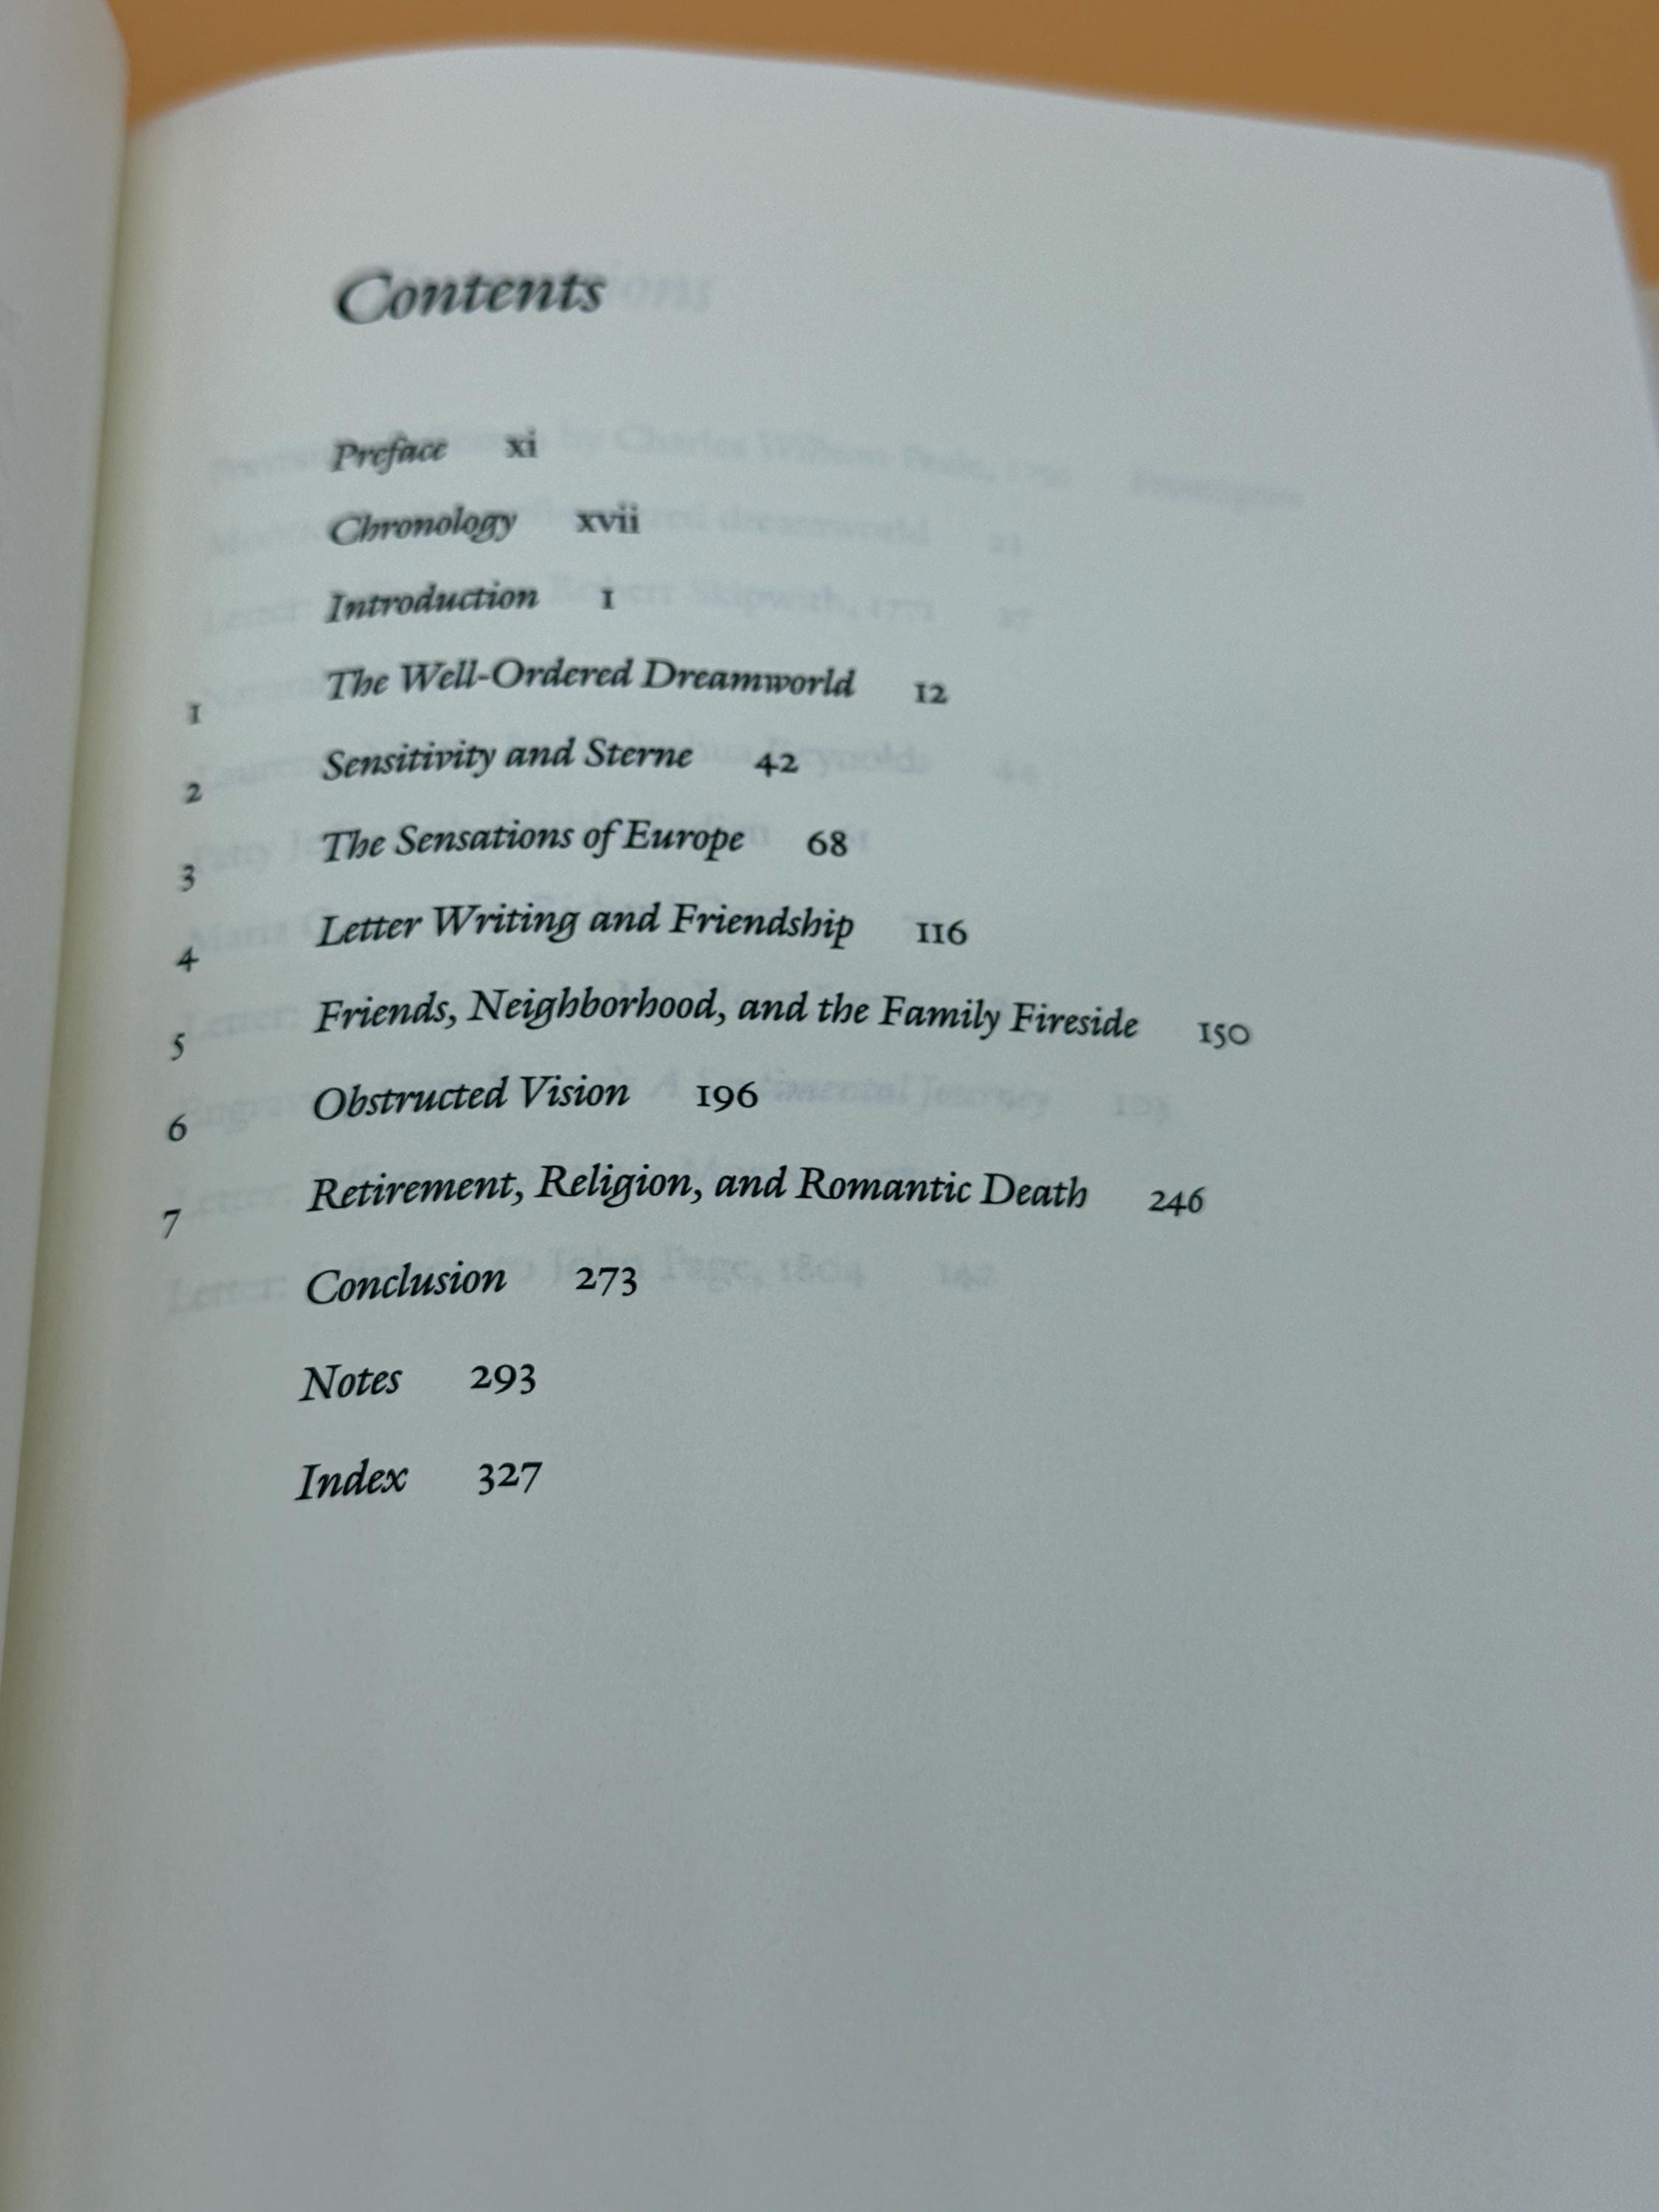 Contents
Preface xi
Chronology xvii
Introduction 1
1 The Well-Ordered Dreamworld 12
2 Sensitivity and Sterne 42
3 The Sensations of Europe 68
4 Letter Writing and Friendship 116
5 Friends, Neighborhood, and the Family Fireside 150
6 Obstructed Vision 196
7 Retirement, Religion, and Romantic Death 246
Conclusion 273
Notes 293
Index 327